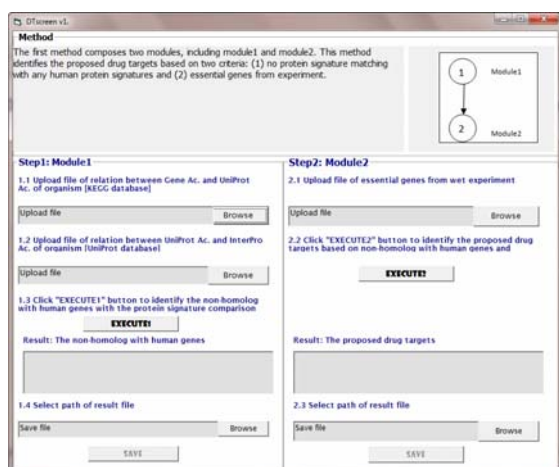 DTscreen v1.
Method
The first method composes two modules, including module1 and module2. This method
identifies the proposed drug targets based on two criteria: (1) no protein signature matching
with any human protein signatures and (2) essential genes from experiment.
1
Module1
2
Module2
Step1: Module1
1.1 Upload file of relation between Gene Ac. and UniProt
Ac. of organism [KEGG database]
Upload file
Browse
1.2 Upload file of relation between UniProt Ac. and InterPro
Ac. of organism [UniProt database]
Upload file
Browse
1.3 Click "EXECUTE1" button to identify the non-homolog
with human genes with the protein signature comparison
EXECUTE1
Result: The non-homolog with human genes
1.4 Select path of result file
Save file
Browse
SAVE
Step2: Module2
2.1 Upload file of essential genes from wet experiment
Upload file
Browse
2.2 Click "EXECUTE2" button to identify the proposed drug
targets based on non-homolog with human genes and
EXECUTE2
Result: The proposed drug targets
2.3 Select path of result file
Save file
Browse
SAVE